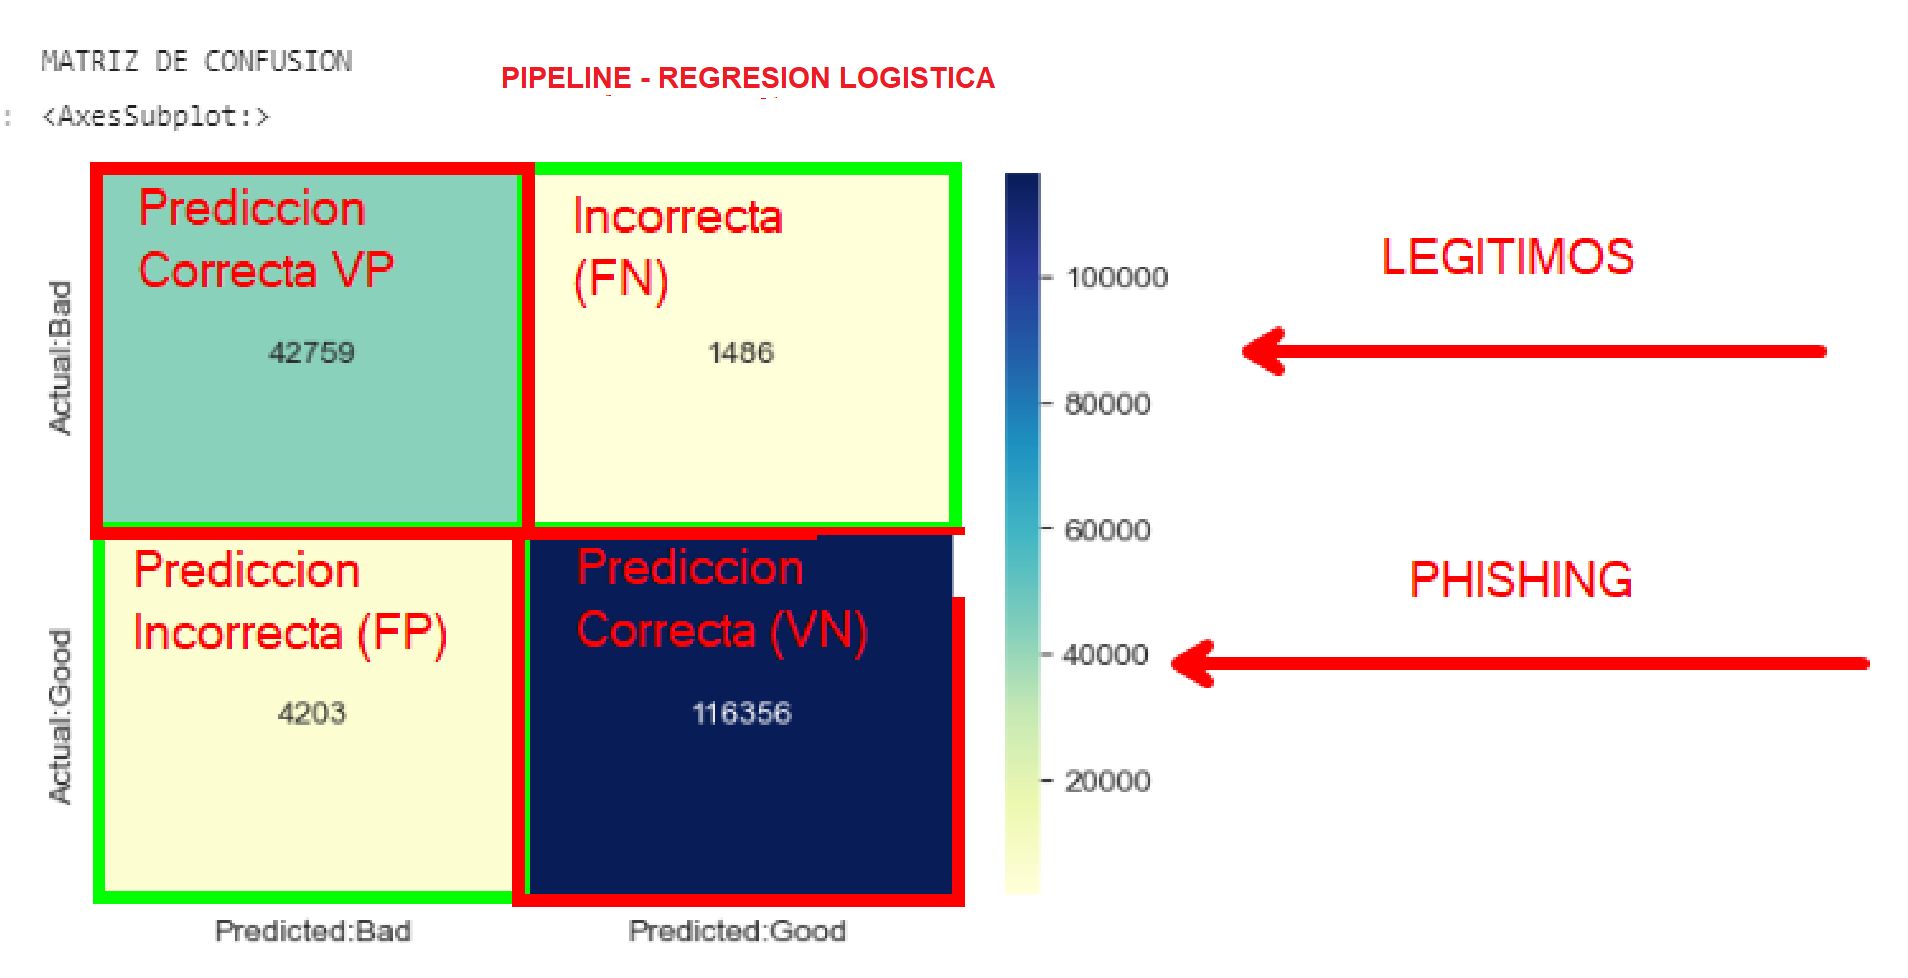 MATRIZ DE CONFUSION
PIPELINE - REGRESION LOGISTICA
: <AxesSubplot:>
Prediccion
Correcta VP
42759
Incorrecta
(FN)
1486
Actual:Bad
Prediccion
Incorrecta (FP)
4203
Prediccion
Correcta (VN)
116356
Actual:Good
Predicted:Bad
Predicted:Good
100000
80000
60000
40000
20000
LEGITIMOS
PHISHING